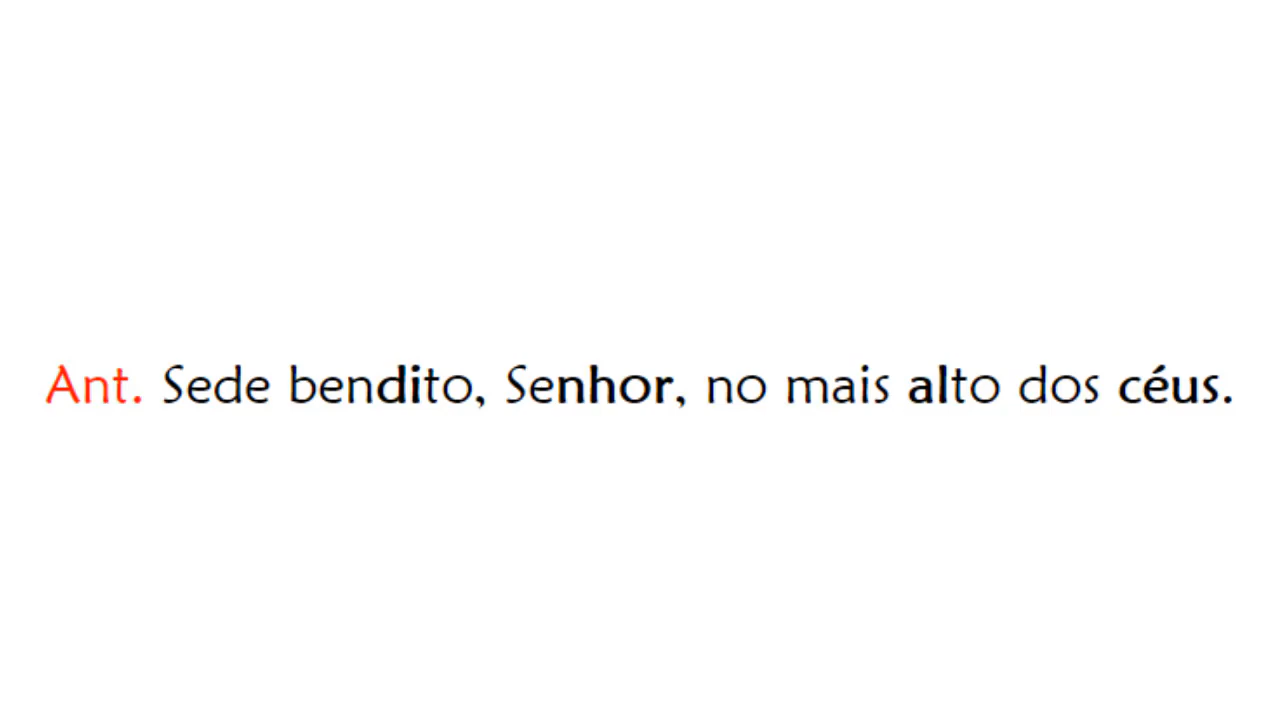 Ant. Sede bendito, Senhor, no mais alto dos céus.